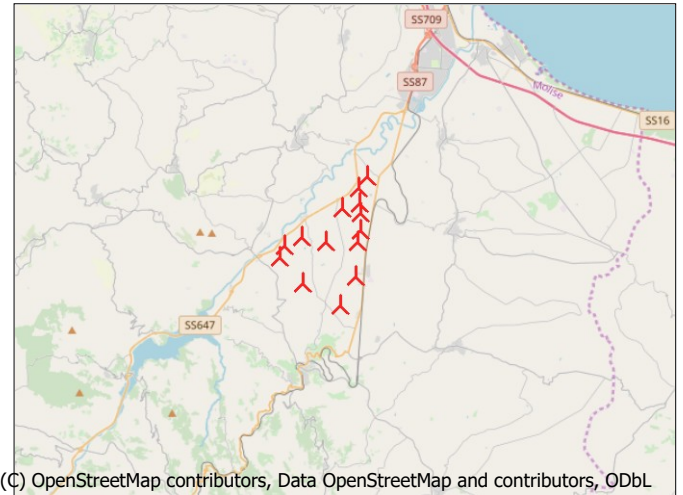 SS709
SS87
Molise
SS16
SS647
(C) OpenStreetMap contributors, Data OpenStreetMap and contributors, ODbL